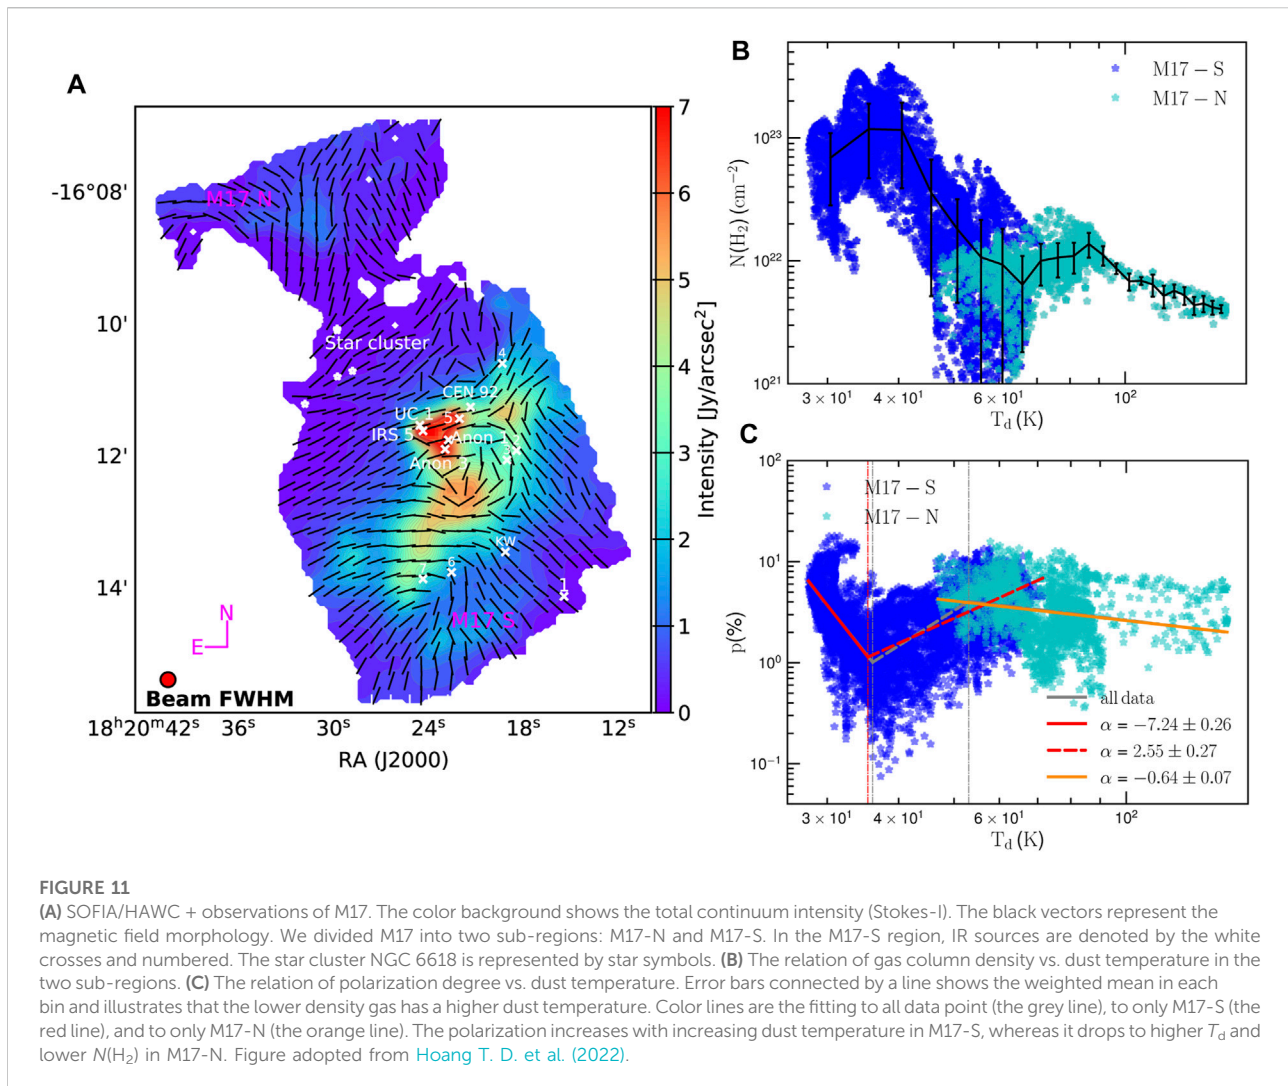 A
-16°08'
10'
12'
14'
M17 N
Star cluster
4
CEN 92
UC 1
5
IRS 5
Anon 1
2
3
Anon 3
KW
7
6
1
M17 S
N
E
Beam FWHM
18ʰ20ᵐ42ˢ
36ˢ
30ˢ
24ˢ
18ˢ
12ˢ
RA (J2000)
7
6
5
4
3
2
1
0
Intensity [Jy/arcsec²]
B
M17 − S
M17 − N
10²³
10²²
10²¹
N(H₂) (cm⁻²)
3 × 10¹
4 × 10¹
6 × 10¹
10²
T_d (K)
C
M17 − S
M17 − N
10²
10¹
10⁰
10⁻¹
p(%)
all data
α = −7.24 ± 0.26
α = 2.55 ± 0.27
α = −0.64 ± 0.07
3 × 10¹
4 × 10¹
6 × 10¹
10²
T_d (K)
FIGURE 11
(A) SOFIA/HAWC + observations of M17. The color background shows the total continuum intensity (Stokes-I). The black vectors represent the
magnetic field morphology. We divided M17 into two sub-regions: M17-N and M17-S. In the M17-S region, IR sources are denoted by the white
crosses and numbered. The star cluster NGC 6618 is represented by star symbols. (B) The relation of gas column density vs. dust temperature in the
two sub-regions. (C) The relation of polarization degree vs. dust temperature. Error bars connected by a line shows the weighted mean in each
bin and illustrates that the lower density gas has a higher dust temperature. Color lines are the fitting to all data point (the grey line), to only M17-S (the
red line), and to only M17-N (the orange line). The polarization increases with increasing dust temperature in M17-S, whereas it drops to higher T_d and
lower N(H₂) in M17-N. Figure adopted from Hoang T. D. et al. (2022).